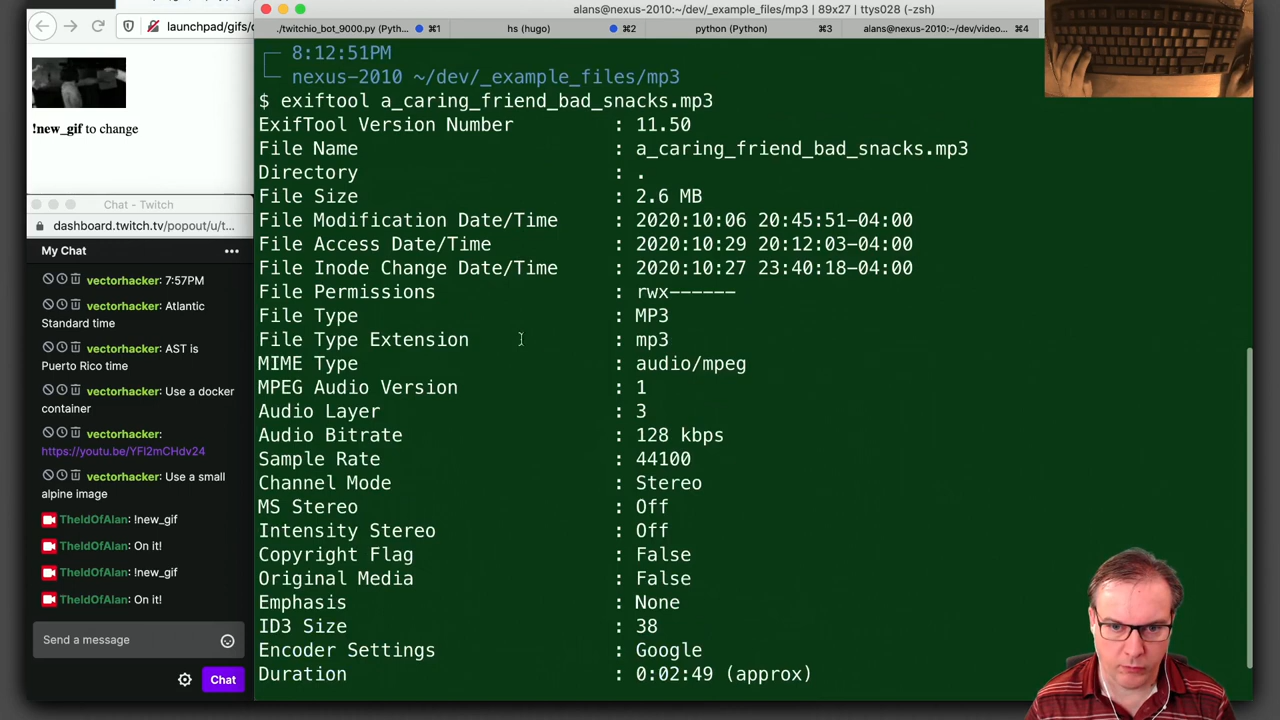 alans@nexus-2010:~/dev/_example_files/mp3 | 89x27 | ttys028 (-zsh)
launchpad/gifs/
./twitchio_bot_9000.py (Pyth... ⌘1
hs (hugo) ⌘2
python (Python) ⌘3
alans@nexus-2010:~/dev/video... ⌘4
!new_gif to change
Chat - Twitch
dashboard.twitch.tv/popout/u/t...
My Chat
vectorhacker: 7:57PM
vectorhacker: Atlantic
Standard time
vectorhacker: AST is
Puerto Rico time
vectorhacker: Use a docker
container
vectorhacker:
https://youtu.be/YFl2mCHdv24
vectorhacker: Use a small
alpine image
TheIdOfAlan: !new_gif
TheIdOfAlan: On it!
TheIdOfAlan: !new_gif
TheIdOfAlan: On it!
Send a message
Chat
8:12:51PM
nexus-2010 ~/dev/_example_files/mp3
$ exiftool a_caring_friend_bad_snacks.mp3
ExifTool Version Number : 11.50
File Name : a_caring_friend_bad_snacks.mp3
Directory : .
File Size : 2.6 MB
File Modification Date/Time : 2020:10:06 20:45:51-04:00
File Access Date/Time : 2020:10:29 20:12:03-04:00
File Inode Change Date/Time : 2020:10:27 23:40:18-04:00
File Permissions : rwx------
File Type : MP3
File Type Extension : mp3
MIME Type : audio/mpeg
MPEG Audio Version : 1
Audio Layer : 3
Audio Bitrate : 128 kbps
Sample Rate : 44100
Channel Mode : Stereo
MS Stereo : Off
Intensity Stereo : Off
Copyright Flag : False
Original Media : False
Emphasis : None
ID3 Size : 38
Encoder Settings : Google
Duration : 0:02:49 (approx)